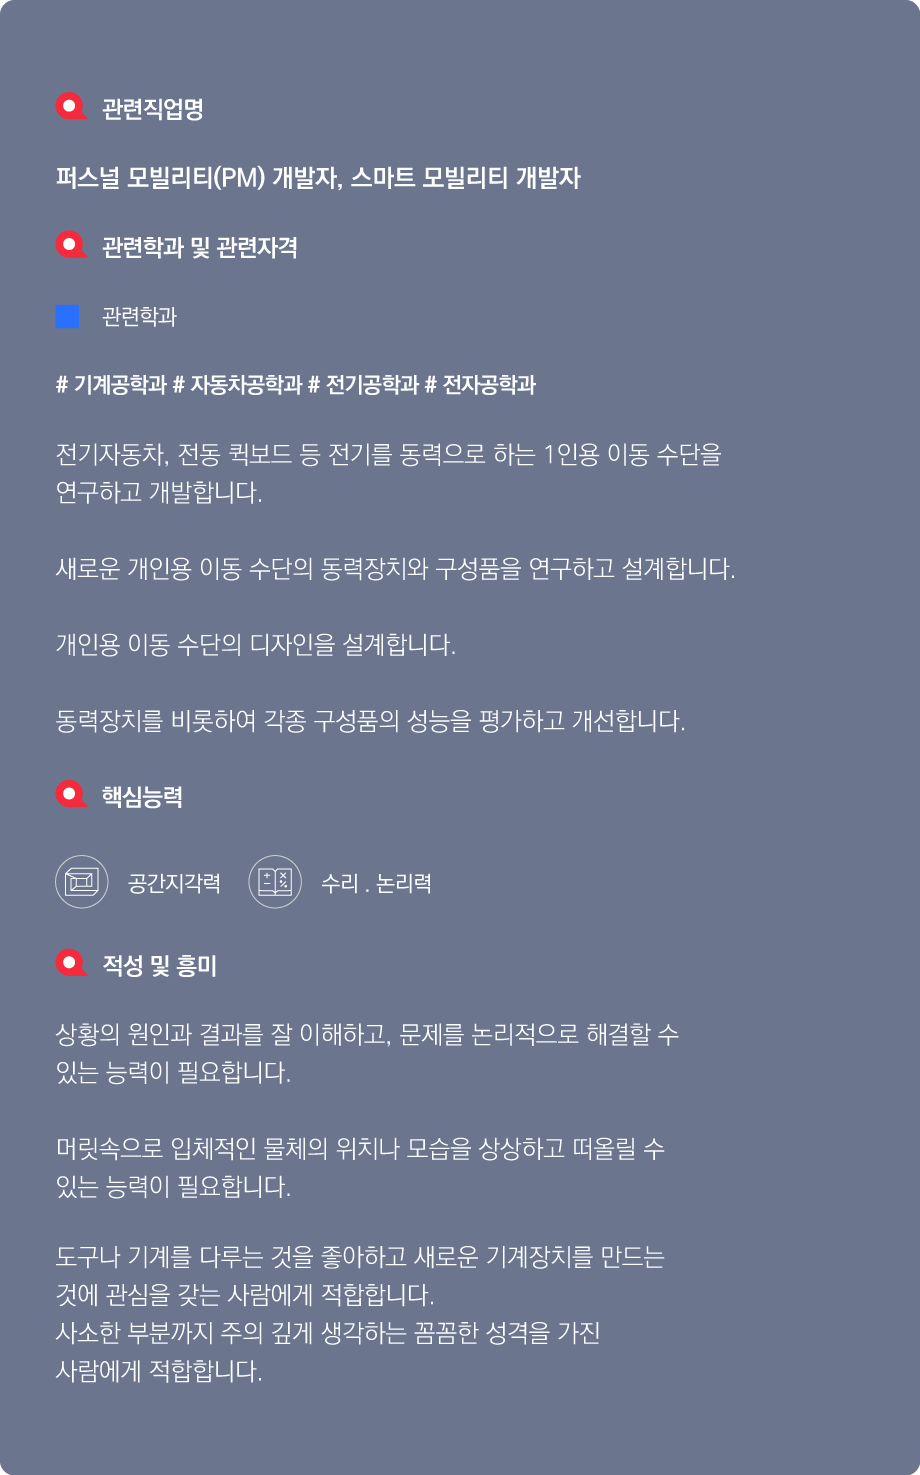 관련직업명
퍼스널 모빌리티(PM) 개발자, 스마트 모빌리티 개발자
관련학과 및 관련자격
관련학과
# 기계공학과 # 자동차공학과 # 전기공학과 # 전자공학과
전기자동차, 전동 퀵보드 등 전기를 동력으로 하는 1인용 이동 수단을
연구하고 개발합니다.
새로운 개인용 이동 수단의 동력장치와 구성품을 연구하고 설계합니다.
개인용 이동 수단의 디자인을 설계합니다.
동력장치를 비롯하여 각종 구성품의 성능을 평가하고 개선합니다.
핵심능력
공간지각력 수리 . 논리력
적성 및 흥미
상황의 원인과 결과를 잘 이해하고, 문제를 논리적으로 해결할 수
있는 능력이 필요합니다.
머릿속으로 입체적인 물체의 위치나 모습을 상상하고 떠올릴 수
있는 능력이 필요합니다.
도구나 기계를 다루는 것을 좋아하고 새로운 기계장치를 만드는
것에 관심을 갖는 사람에게 적합합니다.
사소한 부분까지 주의 깊게 생각하는 꼼꼼한 성격을 가진
사람에게 적합합니다.